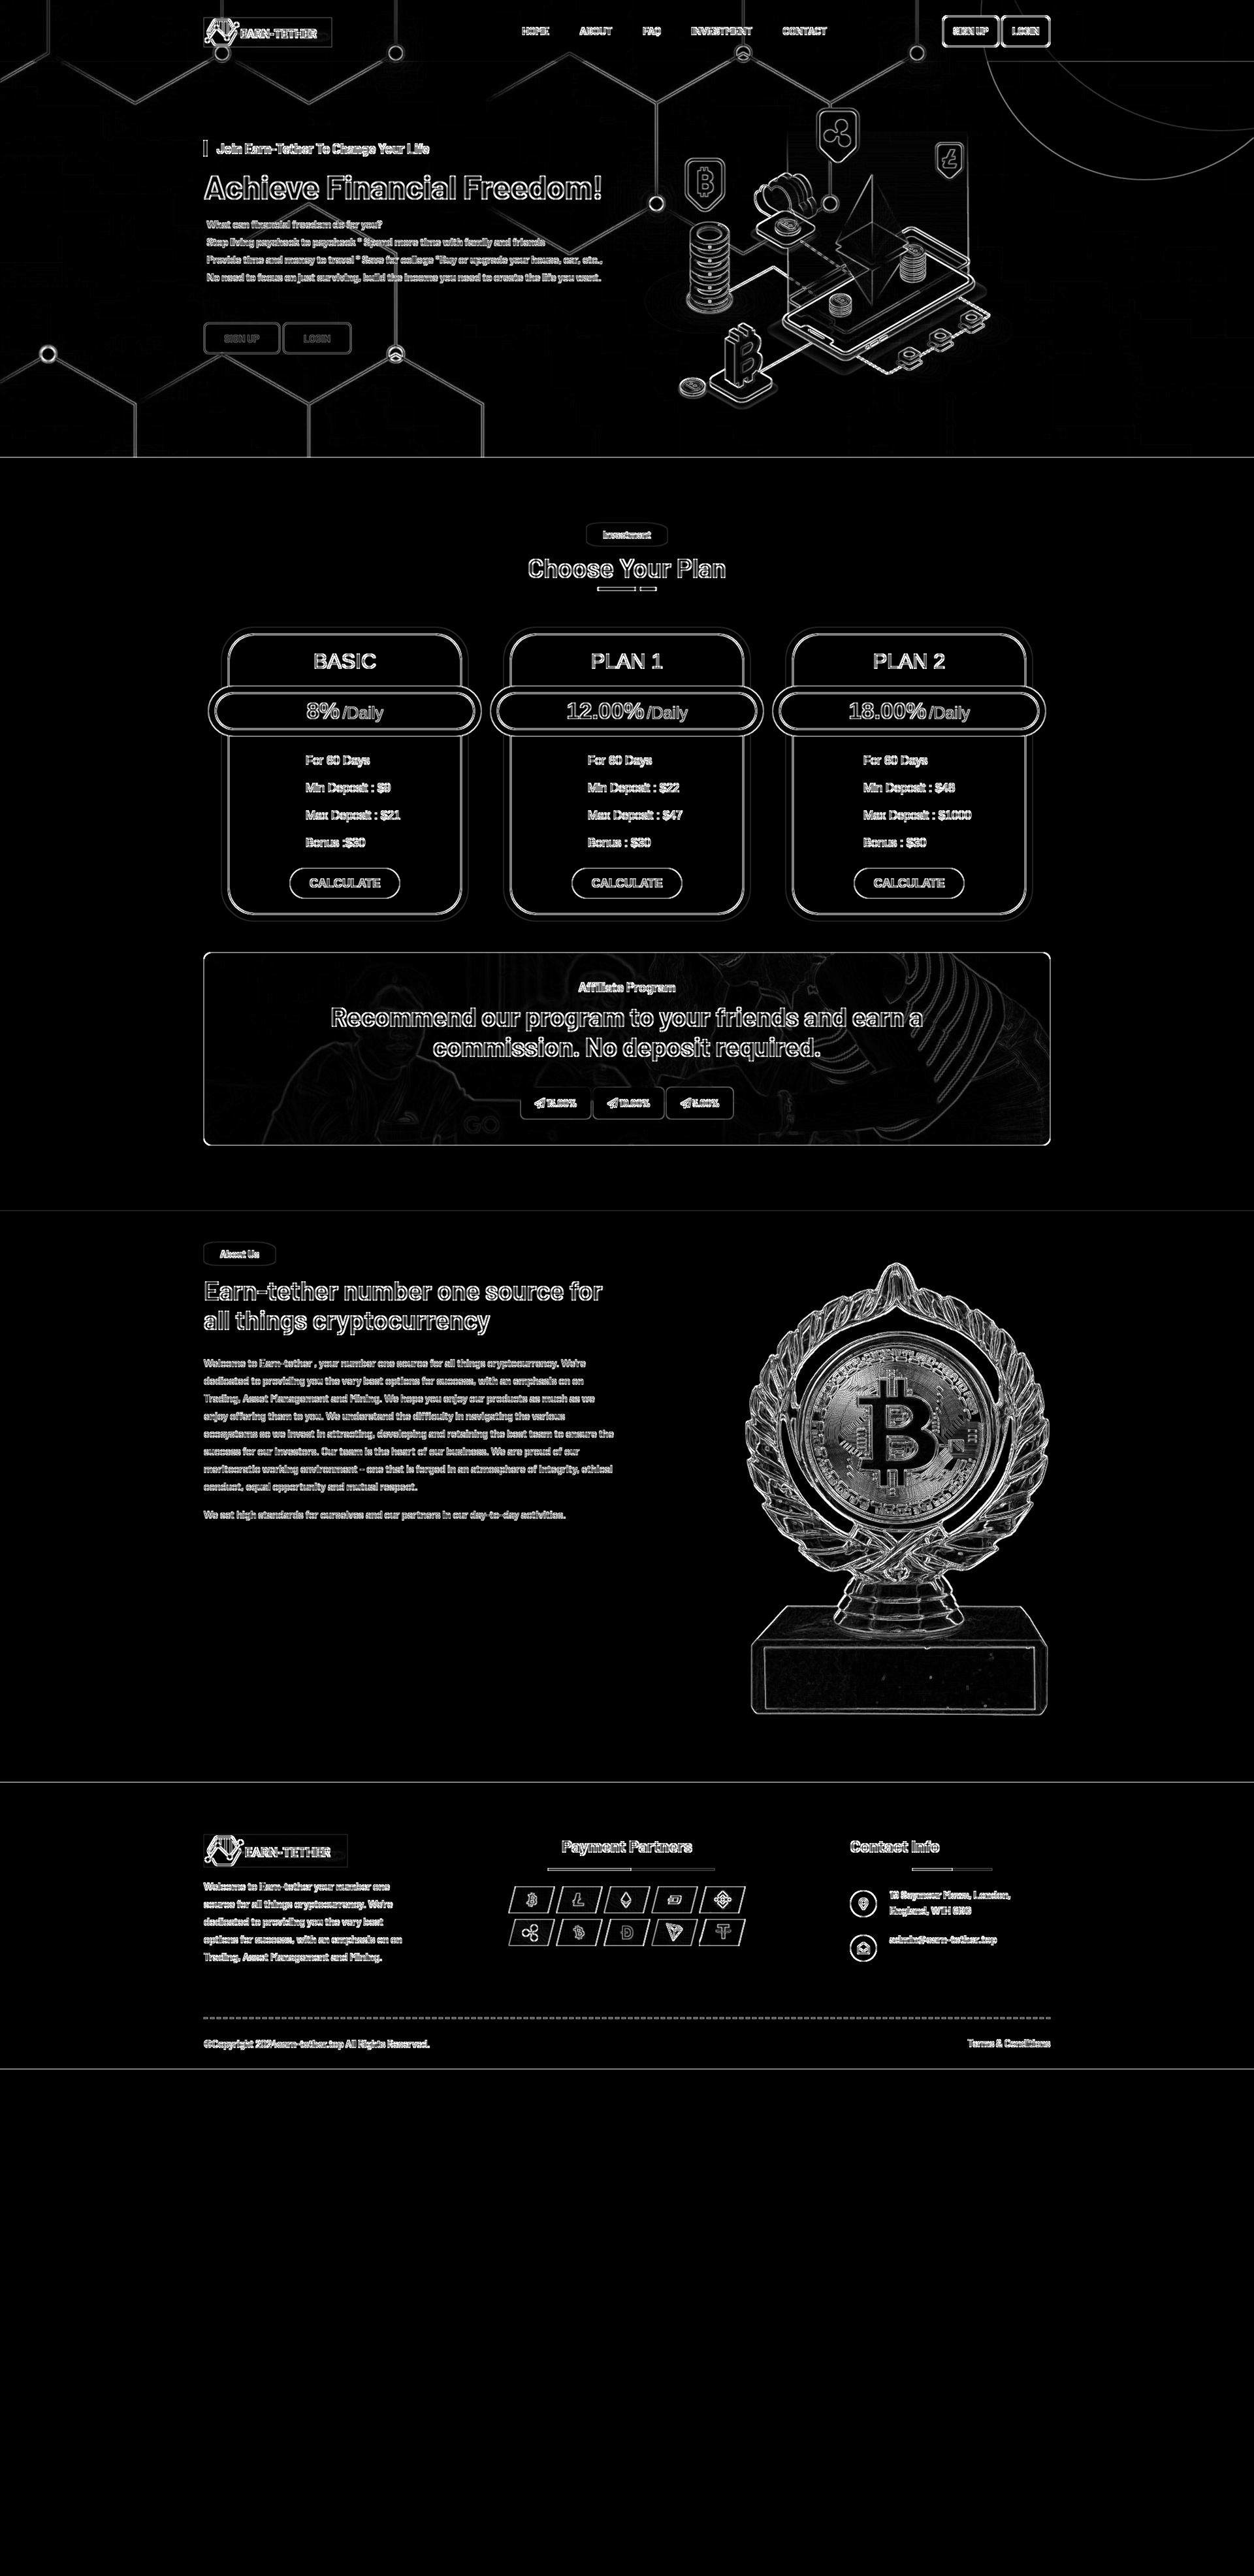 EARN-TETHER
HOME ABOUT FAQ INVESTMENT CONTACT
SIGN UP LOGIN
Join Earn-Tether To Change Your Life
Achieve Financial Freedom!
What can financial freedom do for you?
Stop living paycheck to paycheck * Spend more time with family and friends
Provide time and money to travel * Save for college *Buy or upgrade your house, car, etc.,
No need to focus on just surviving, build the income you need to create the life you want.
SIGN UP LOGIN
Investment
Choose Your Plan
BASIC
8% /Daily
For 60 Days
Min Deposit : $9
Max Deposit : $21
Bonus :$30
CALCULATE
PLAN 1
12.00% /Daily
For 60 Days
Min Deposit : $22
Max Deposit : $47
Bonus : $30
CALCULATE
PLAN 2
18.00% /Daily
For 60 Days
Min Deposit : $48
Max Deposit : $1000
Bonus : $30
CALCULATE
Affiliate Program
Recommend our program to your friends and earn a
commission. No deposit required.
GO
About Us
Earn-tether number one source for
all things cryptocurrency
Welcome to Earn-tether , your number one source for all things cryptocurrency. We're
dedicated to providing you the very best options for success, with an emphasis on on
Trading, Asset Management and Mining. We hope you enjoy our products as much as we
enjoy offering them to you. We understand the difficulty in navigating the various
ecosystems so we invest in attracting, developing and retaining the best team to ensure the
success for our investors. Our team is the heart of our business. We are proud of our
meritocratic working environment - one that is forged in an atmosphere of integrity, ethical
conduct, equal opportunity and mutual respect.
We set high standards for ourselves and our partners in our day-to-day activities.
EARN-TETHER
Welcome to Earn-tether your number one
source for all things cryptocurrency. We're
dedicated to providing you the very best
options for success, with an emphasis on on
Trading, Asset Management and Mining.
Payment Partners
Contact Info
Seymour London,
England, W1H
admin@earn-tether.top
©Copyright 2024earn-tether.top All Rights Reserved.
Terms & Conditions